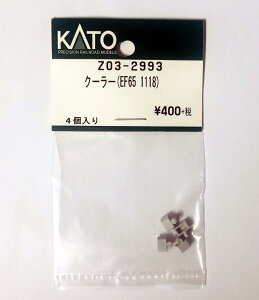 KATO
PRECISION RAILROAD MODELS
Z03-2993
クーラー(EF65 1118)
¥400+税
4個入り